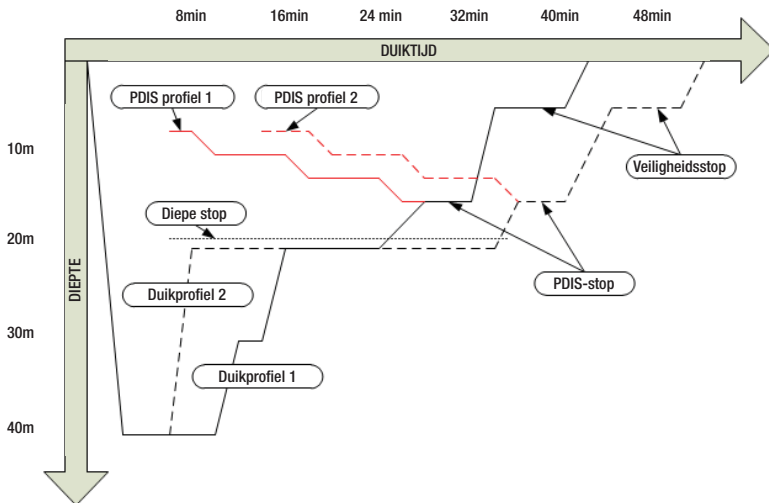 8min 16min 24 min 32min 40min 48min
DUIKTIJD
PDIS profiel 1 PDIS profiel 2
10m
Veiligheidsstop
Diepe stop
20m
DIEPTE
PDIS-stop
Duikprofiel 2
30m
Duikprofiel 1
40m